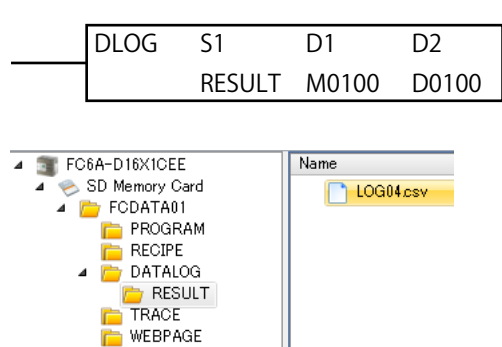 DLOG S1 D1 D2
RESULT M0100 D0100
FC6A-D16X1CEE
SD Memory Card
FCDATA01
PROGRAM
RECIPE
DATALOG
RESULT
TRACE
WEBPAGE
Name
LOG04.csv